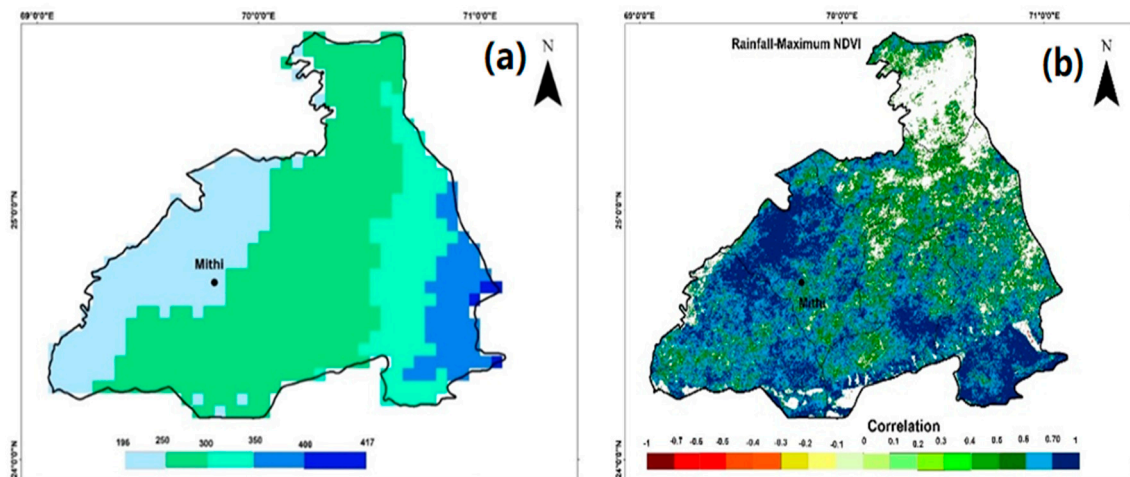 69°0'0"E 70°0'0"E 71°0'0"E
(a)
N
25°0'0"N
24°0'0"N
Mithi
196 250 300 350 400 417
65°0'0"E 70°0'0"E 71°0'0"E
Rainfall-Maximum NDVI
(b)
N
25°0'0"N
24°0'0"N
Mithi
Correlation
-1 -0.7 -0.6 -0.5 -0.4 -0.3 -0.2 -0.1 0 0.1 0.2 0.3 0.4 0.5 0.6 0.70 1